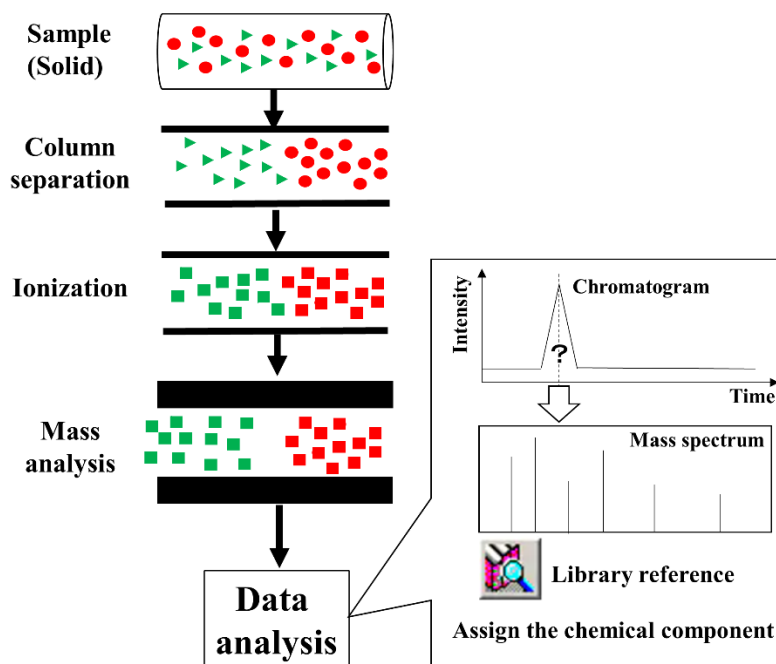 Sample
(Solid)
Column
separation
Ionization
Mass
analysis
Data
analysis
Intensity
Chromatogram
?
Time
Mass spectrum
Library reference
Assign the chemical component